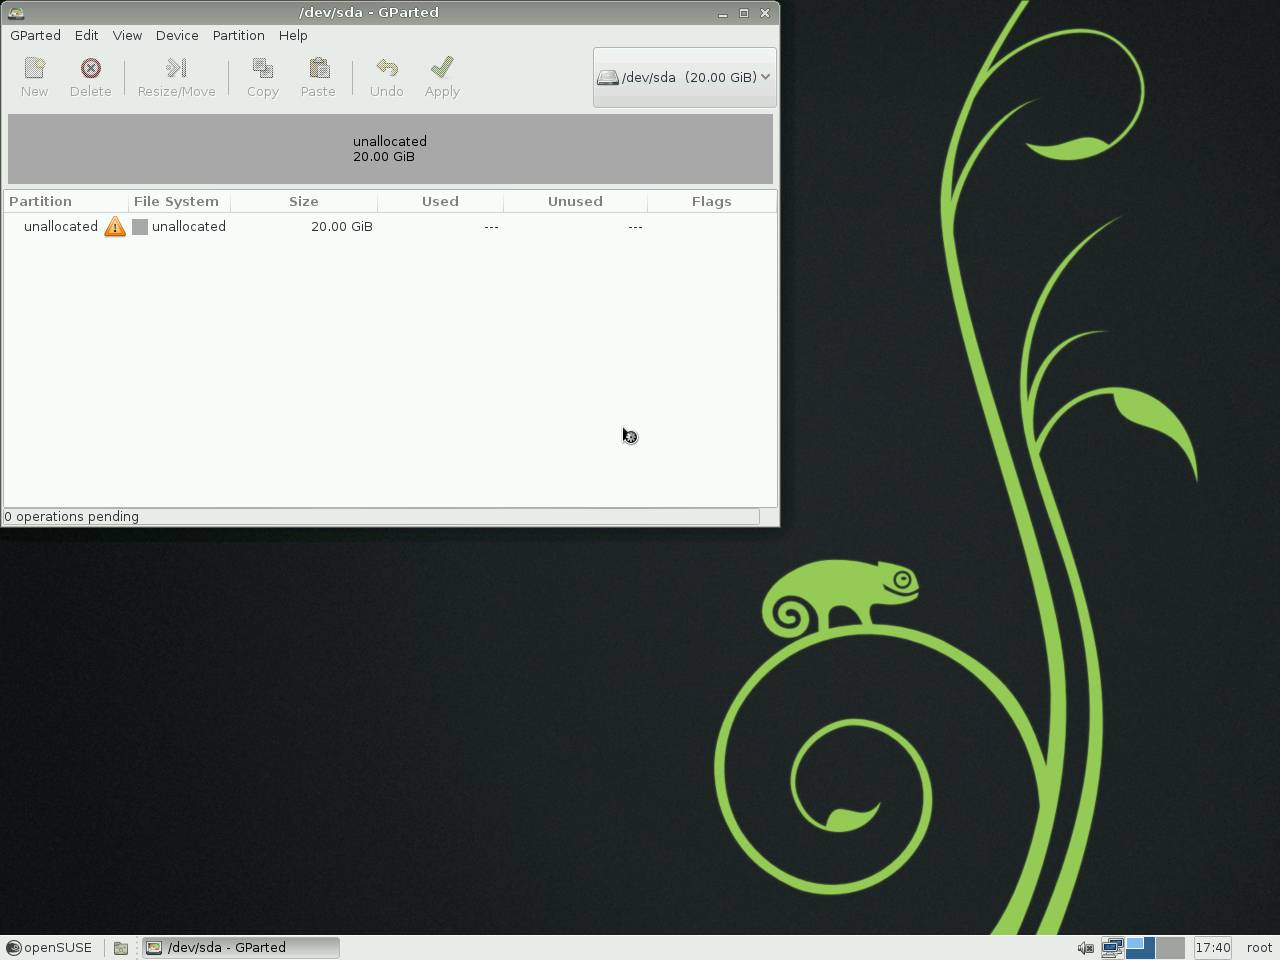 /dev/sda - GParted
GParted Edit View Device Partition Help
New Delete Resize/Move Copy Paste Undo Apply
/dev/sda (20.00 GiB)
unallocated
20.00 GiB
Partition File System Size Used Unused Flags
unallocated unallocated 20.00 GiB --- ---
0 operations pending
openSUSE /dev/sda - GParted 17:40 root